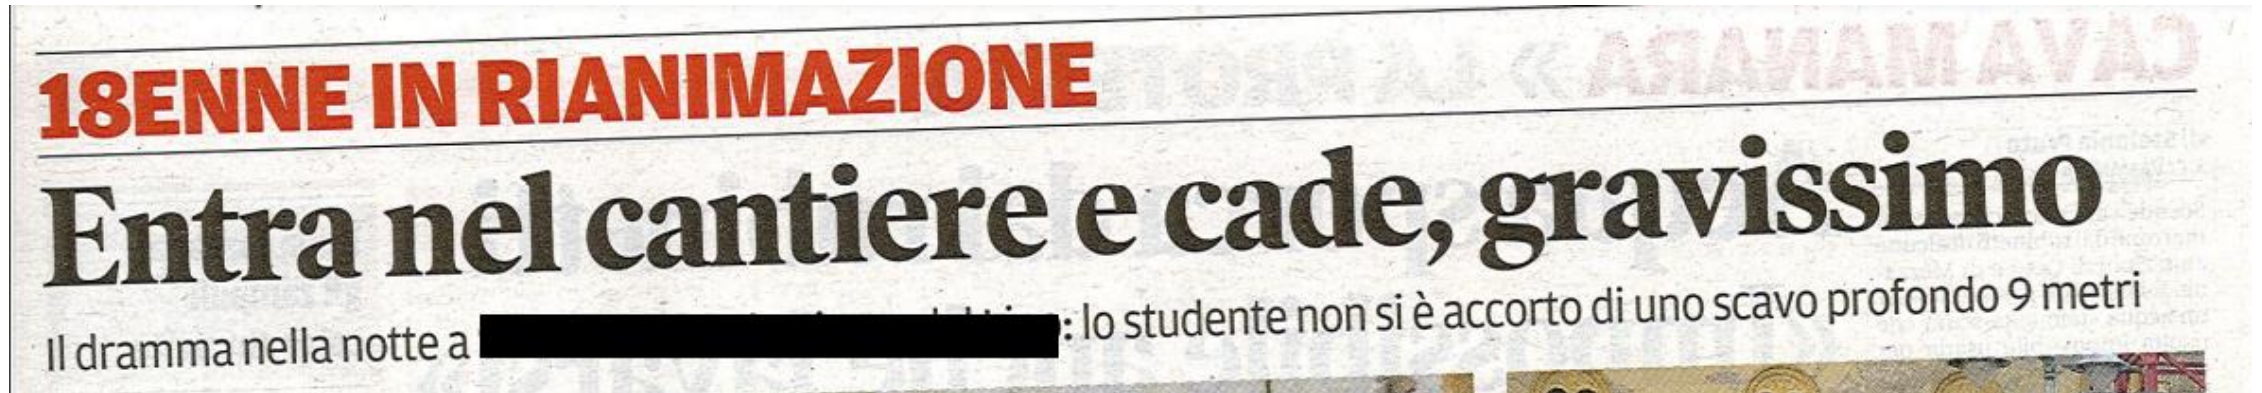 18ENNE IN RIANIMAZIONE
Entra nel cantiere e cade, gravissimo
Il dramma nella notte a : lo studente non si è accorto di uno scavo profondo 9 metri